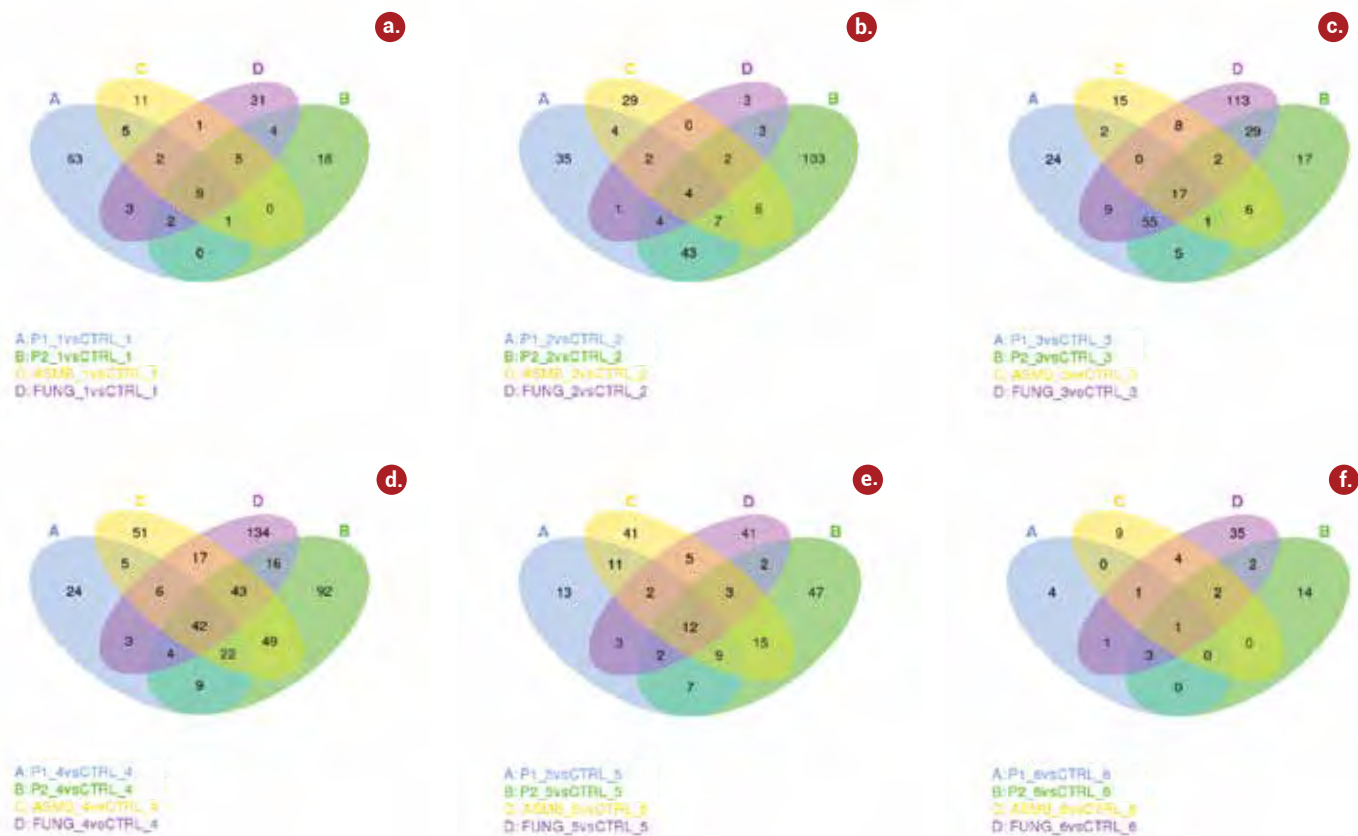 a.
C
D
A
B
11
31
5
1
4
63
2
5
3
2
1
0
b.
C
D
A
B
29
3
4
0
3
35
2
2
103
4
1
4
7
43
c.
C
D
A
B
15
113
2
8
29
24
0
2
17
17
9
55
1
6
5
A: P1_1vsCTRL_1
B: P2_1vsCTRL_1
D: FUNG_1vsCTRL_1
A: P1_2vsCTRL_2
B: P2_2vsCTRL_2
D: FUNG_2vsCTRL_2
A: P1_3vsCTRL_3
B: P2_3vsCTRL_3
D: FUNG_3vsCTRL_3
d.
C
D
A
B
51
134
5
17
16
24
6
43
92
42
3
4
22
49
9
e.
C
D
A
B
41
41
11
5
2
13
2
3
47
12
3
2
9
15
7
f.
C
D
A
B
9
35
0
4
2
4
1
2
14
1
1
3
0
0
0
A: P1_4vsCTRL_4
B: P2_4vsCTRL_4
D: FUNG_4vsCTRL_4
A: P1_5vsCTRL_5
B: P2_5vsCTRL_5
D: FUNG_5vsCTRL_5
A: P1_6vsCTRL_6
B: P2_6vsCTRL_6
D: FUNG_6vsCTRL_6